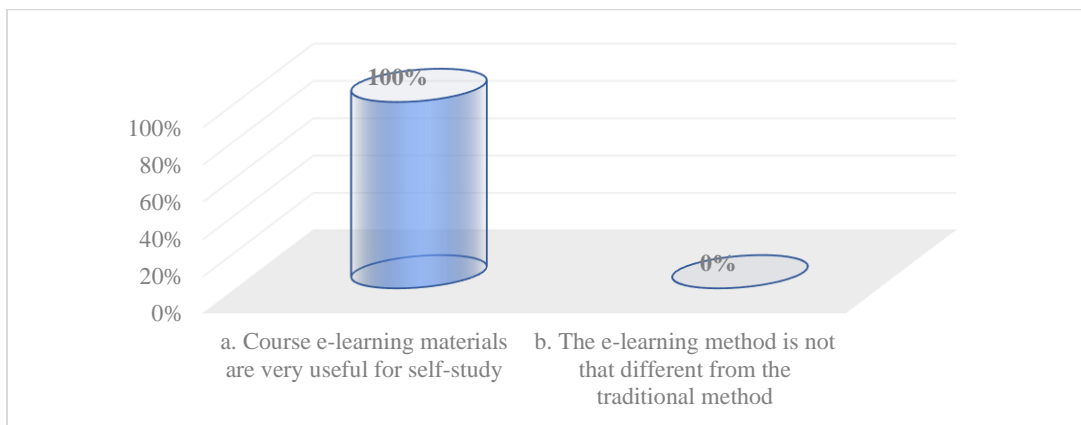 100%
0%
100%
80%
60%
40%
20%
0%
a. Course e-learning materials
are very useful for self-study
b. The e-learning method is not
that different from the
traditional method